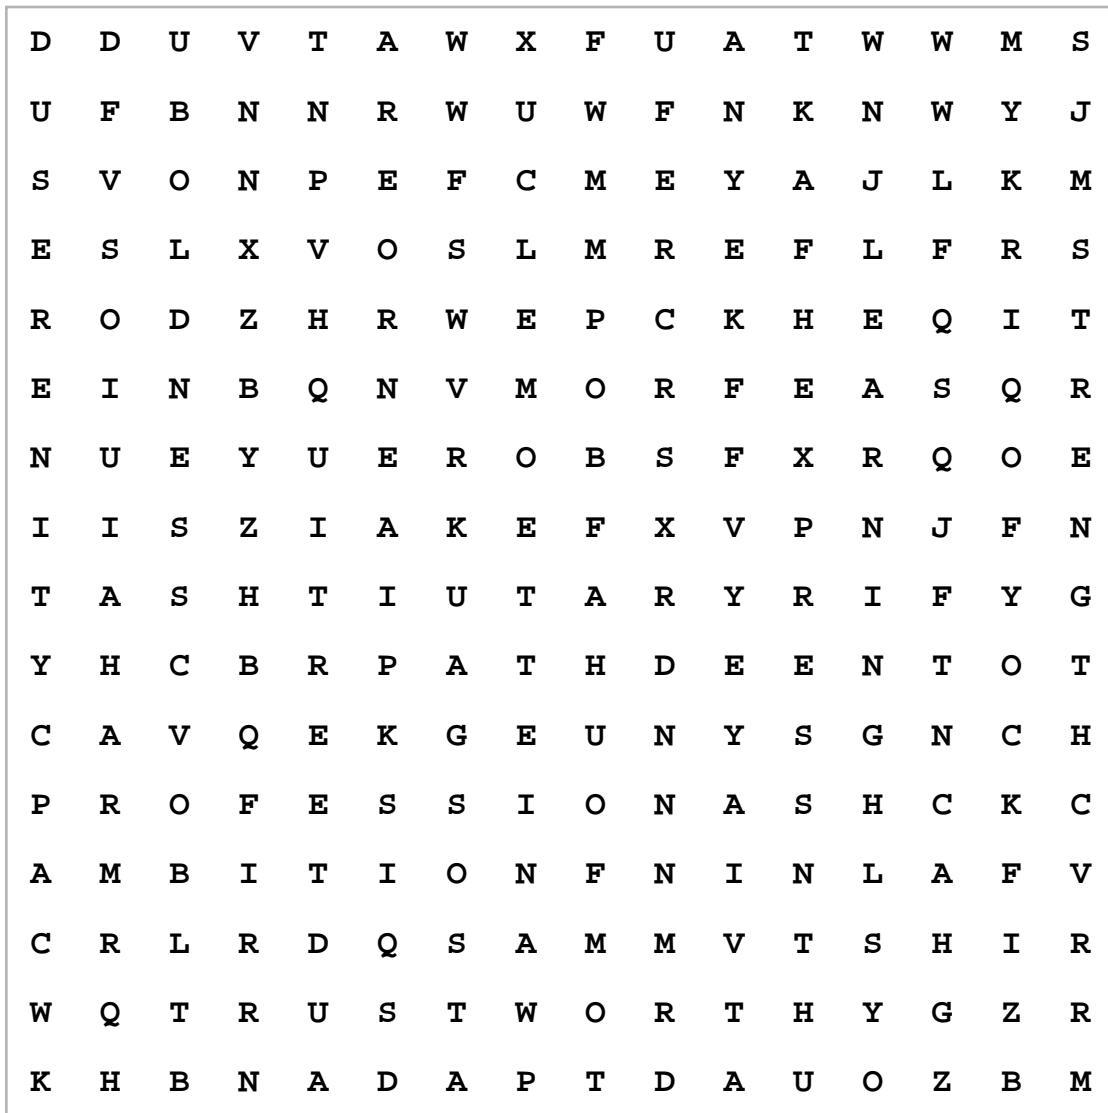 D D U V T A W X F U A T W W M S
U F B N N R W U W F N K N W Y J
S V O N P E F C M E Y A J L K M
E S L X V O S L M R E F L F R S
R O D Z H R W E P C K H E Q I T
E I N B Q N V M O R F E A S Q R
N U E Y U E R O B S F X R Q O E
I I S Z I A K E F X V P N J F N
T A S H T I U T A R Y R I F Y G
Y H C B R P A T H D E E N T O T
C A V Q E K G E U N Y S G N C H
P R O F E S S I O N A S H C K C
A M B I T I O N F N I N L A F V
C R L R D Q S A M M V T S H I R
W Q T R U S T W O R T H Y G Z R
K H B N A D A P T D A U O Z B M